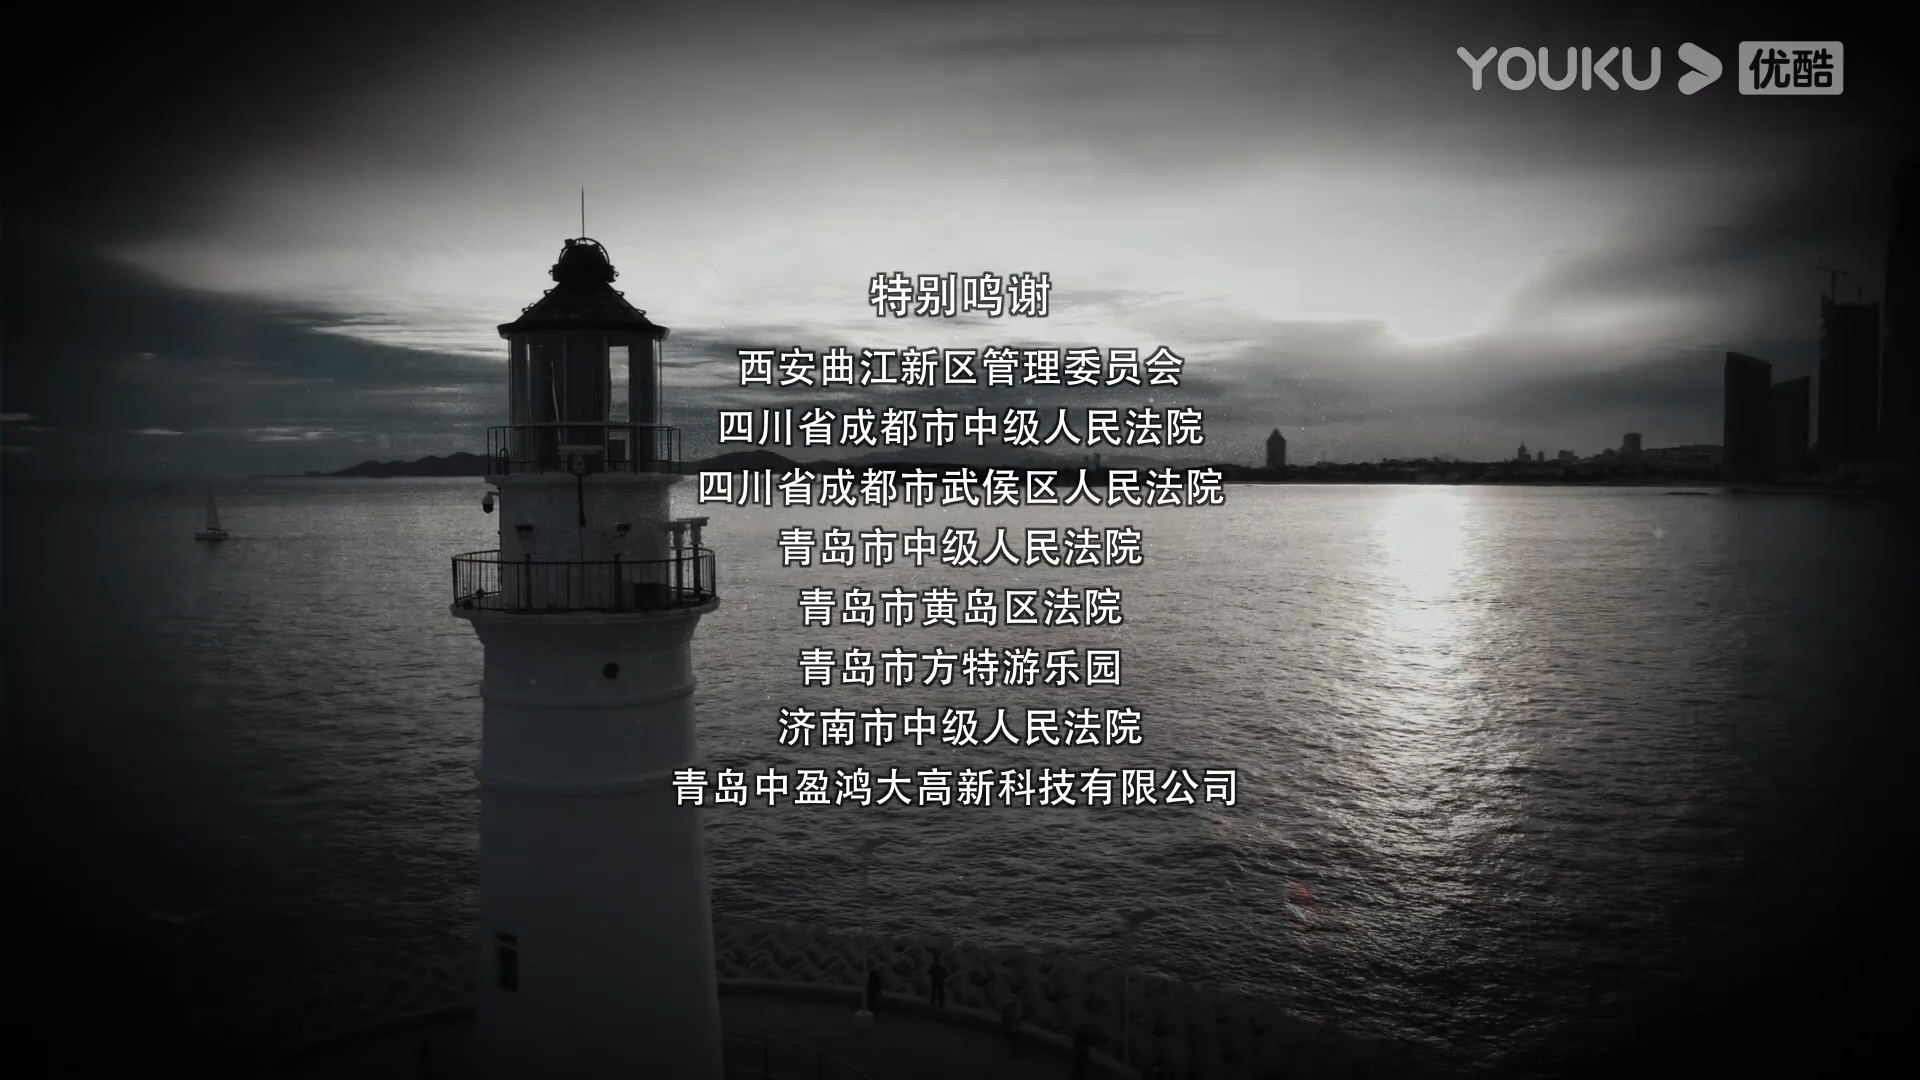 YOUKU 优酷
特别鸣谢
西安曲江新区管理委员会
四川省成都市中级人民法院
四川省成都市武侯区人民法院
青岛市中级人民法院
青岛市黄岛区法院
青岛市方特游乐园
济南市中级人民法院
青岛中盈鸿大高新科技有限公司